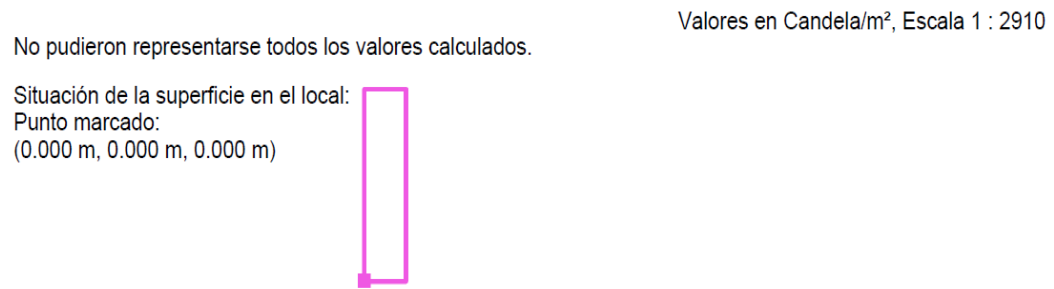 Valores en Candela/m², Escala 1 : 2910
No pudieron representarse todos los valores calculados.
Situación de la superficie en el local:
Punto marcado:
(0.000 m, 0.000 m, 0.000 m)